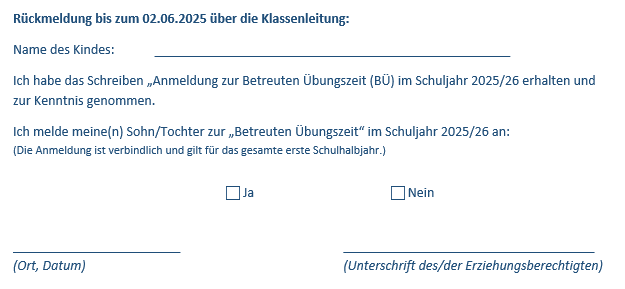 Rückmeldung bis zum 02.06.2025 über die Klassenleitung:
Name des Kindes:
Ich habe das Schreiben „Anmeldung zur Betreuten Übungszeit (BÜ) im Schuljahr 2025/26 erhalten und
zur Kenntnis genommen.
Ich melde meine(n) Sohn/Tochter zur „Betreuten Übungszeit“ im Schuljahr 2025/26 an:
(Die Anmeldung ist verbindlich und gilt für das gesamte erste Schulhalbjahr.)
Ja Nein
(Ort, Datum) (Unterschrift des/der Erziehungsberechtigten)